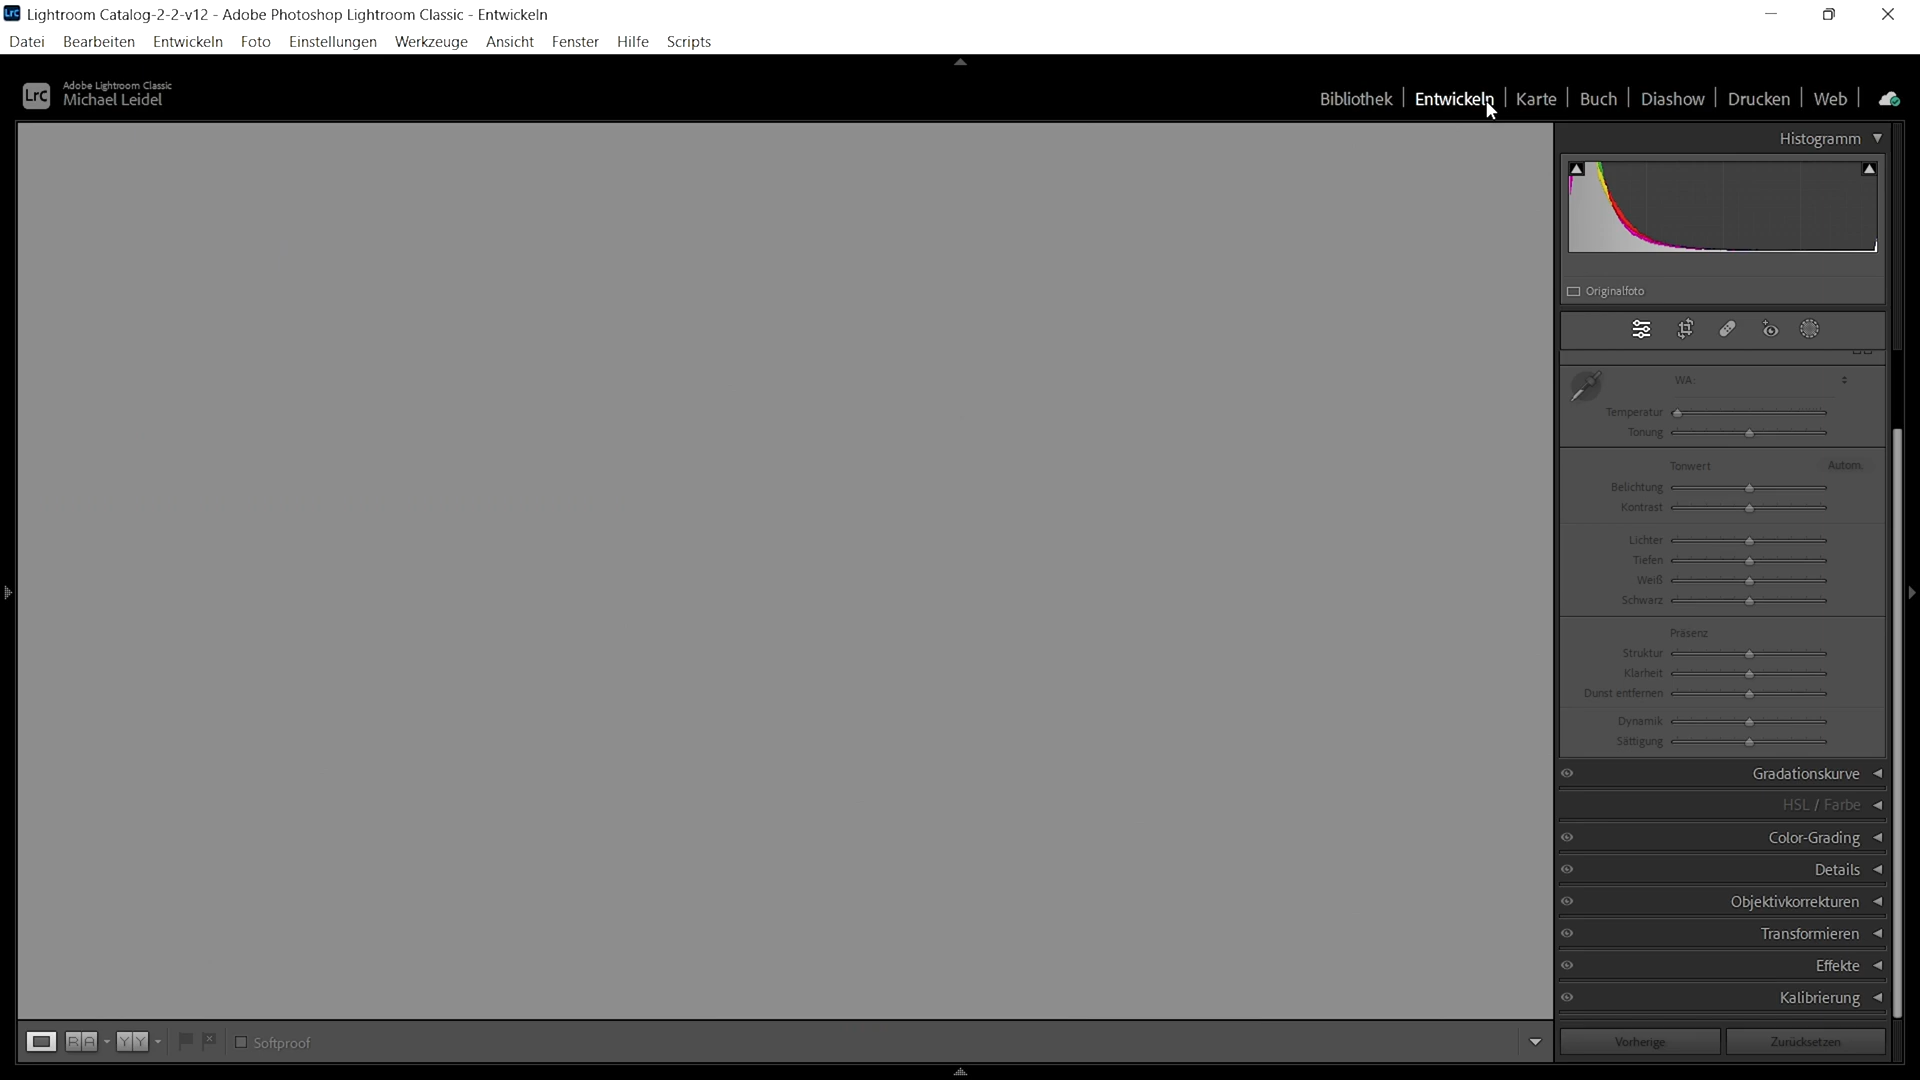 Lightroom Catalog-2-2-v12 - Adobe Photoshop Lightroom Classic - Entwickeln
Datei Bearbeiten Entwickeln Foto Einstellungen Werkzeuge Ansicht Fenster Hilfe Scripts
LrC
Adobe Lightroom Classic
Michael Leidel
Bibliothek | Entwickeln | Karte | Buch | Diashow | Drucken | Web
Histogramm
Originalfoto
WA:
Temperatur
Tonung
Tonwert Autom.
Belichtung
Kontrast
Lichter
Tiefen
Weiß
Schwarz
Präsenz
Struktur
Klarheit
Dunst entfernen
Dynamik
Sättigung
Gradationskurve
HSL / Farbe
Color-Grading
Details
Objektivkorrekturen
Transformieren
Effekte
Kalibrierung
R A Y Y Softproof
Vorherige Zurücksetzen